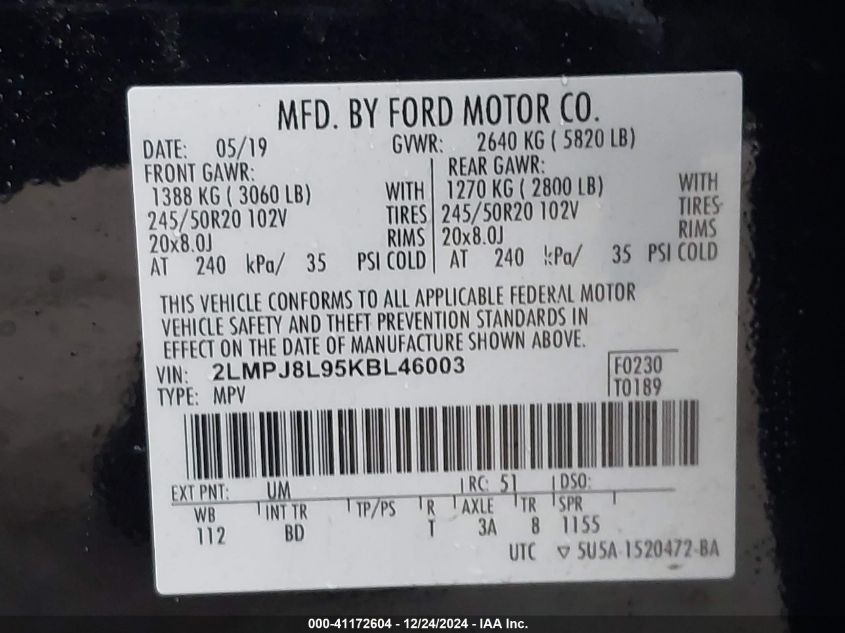 MFD. BY FORD MOTOR CO.
DATE: 05/19 GVWR: 2640 KG ( 5820 LB)
FRONT GAWR: REAR GAWR:
1388 KG ( 3060 LB) WITH 1270 KG ( 2800 LB) WITH
245/50R20 102V TIRES 245/50R20 102V TIRES
20x8.0J RIMS 20x8.0J RIMS
AT 240 kPa/ 35 PSI COLD AT 240 kPa/ 35 PSI COLD
THIS VEHICLE CONFORMS TO ALL APPLICABLE FEDERAL MOTOR
VEHICLE SAFETY AND THEFT PREVENTION STANDARDS IN
EFFECT ON THE DATE OF MANUFACTURE SHOWN ABOVE.
VIN: 2LMPJ8L95KBL46003 F0230
TYPE: MPV T0189
EXT PNT: UM RC: 51 DSO:
WB INT TR TP/PS R AXLE TR SPR
112 BD T 3A 8 1155
UTC ▽ 5U5A-1520472-BA
000-41172604 - 12/24/2024 - IAA Inc.